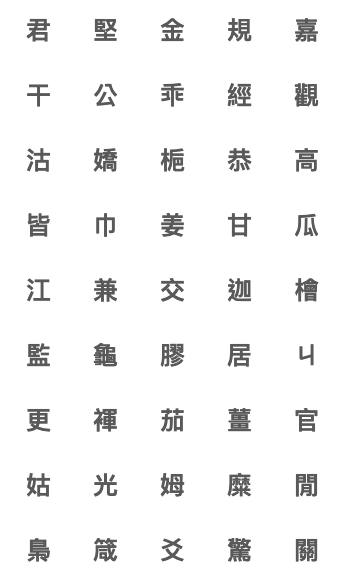 君 堅 金 規 嘉
干 公 乖 經 觀
沽 嬌 梔 恭 高
皆 巾 姜 甘 瓜
江 兼 交 迦 檜
監 龜 膠 居 丩
更 褌 茄 薑 官
姑 光 姆 糜 閒
梟 箴 爻 驚 關